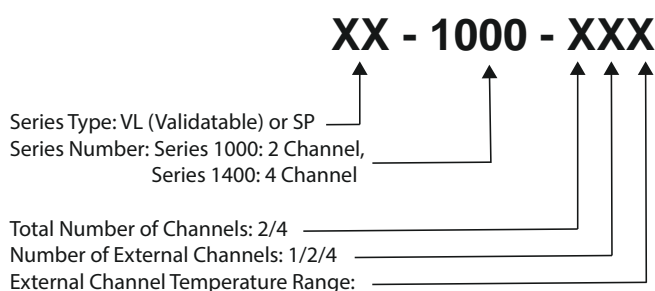 XX - 1000 - XXX
Series Type: VL (Validatable) or SP
Series Number: Series 1000: 2 Channel,
Series 1400: 4 Channel
Total Number of Channels: 2/4
Number of External Channels: 1/2/4
External Channel Temperature Range: